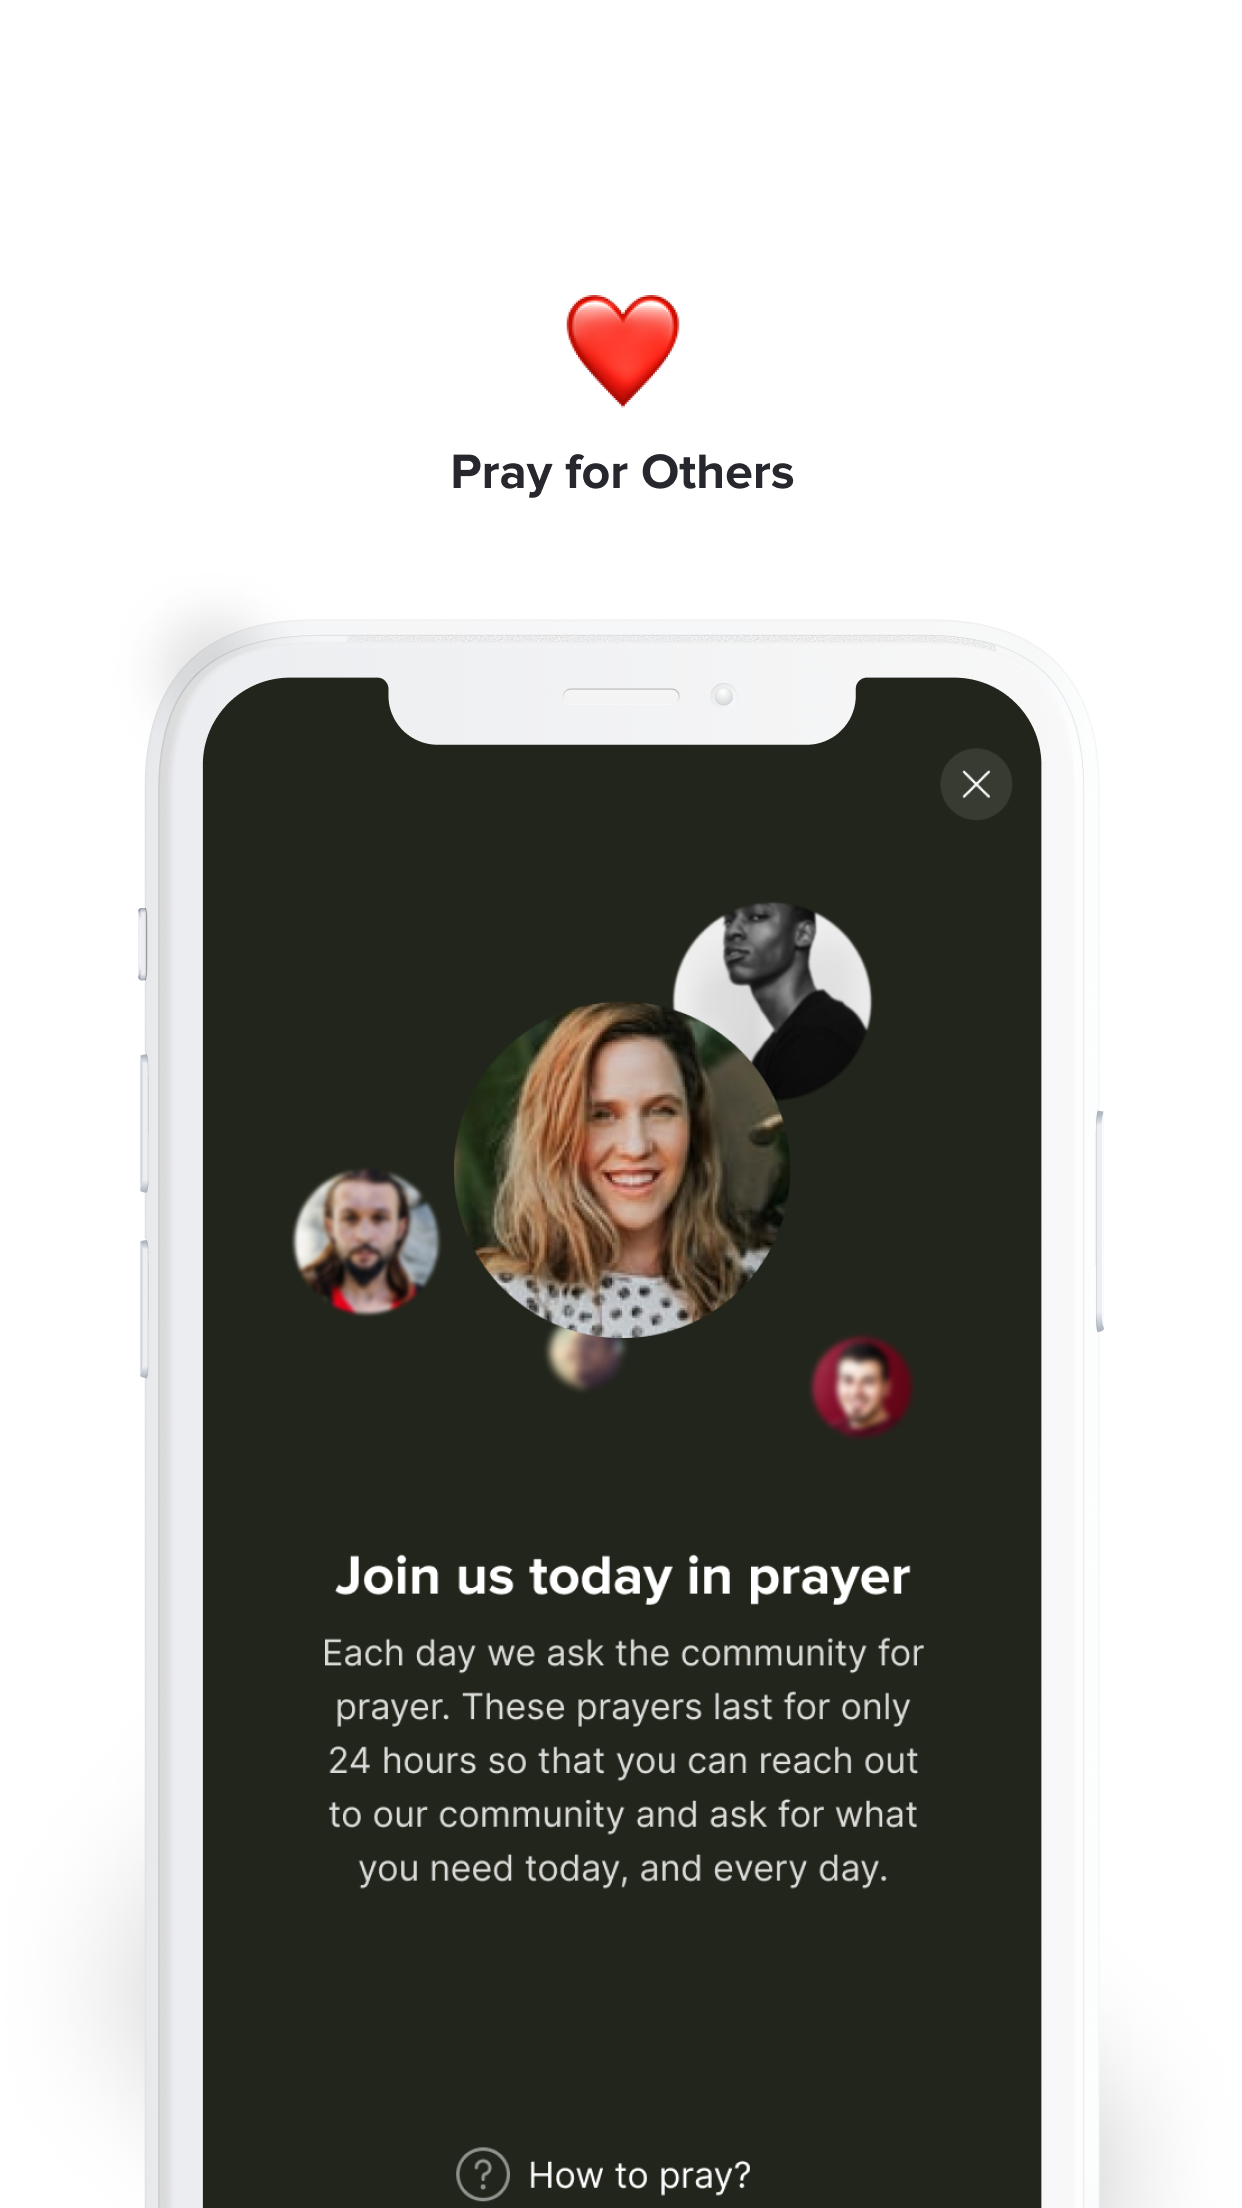 Pray for Others
Join us today in prayer
Each day we ask the community for
prayer. These prayers last for only
24 hours so that you can reach out
to our community and ask for what
you need today, and every day.
? How to pray?